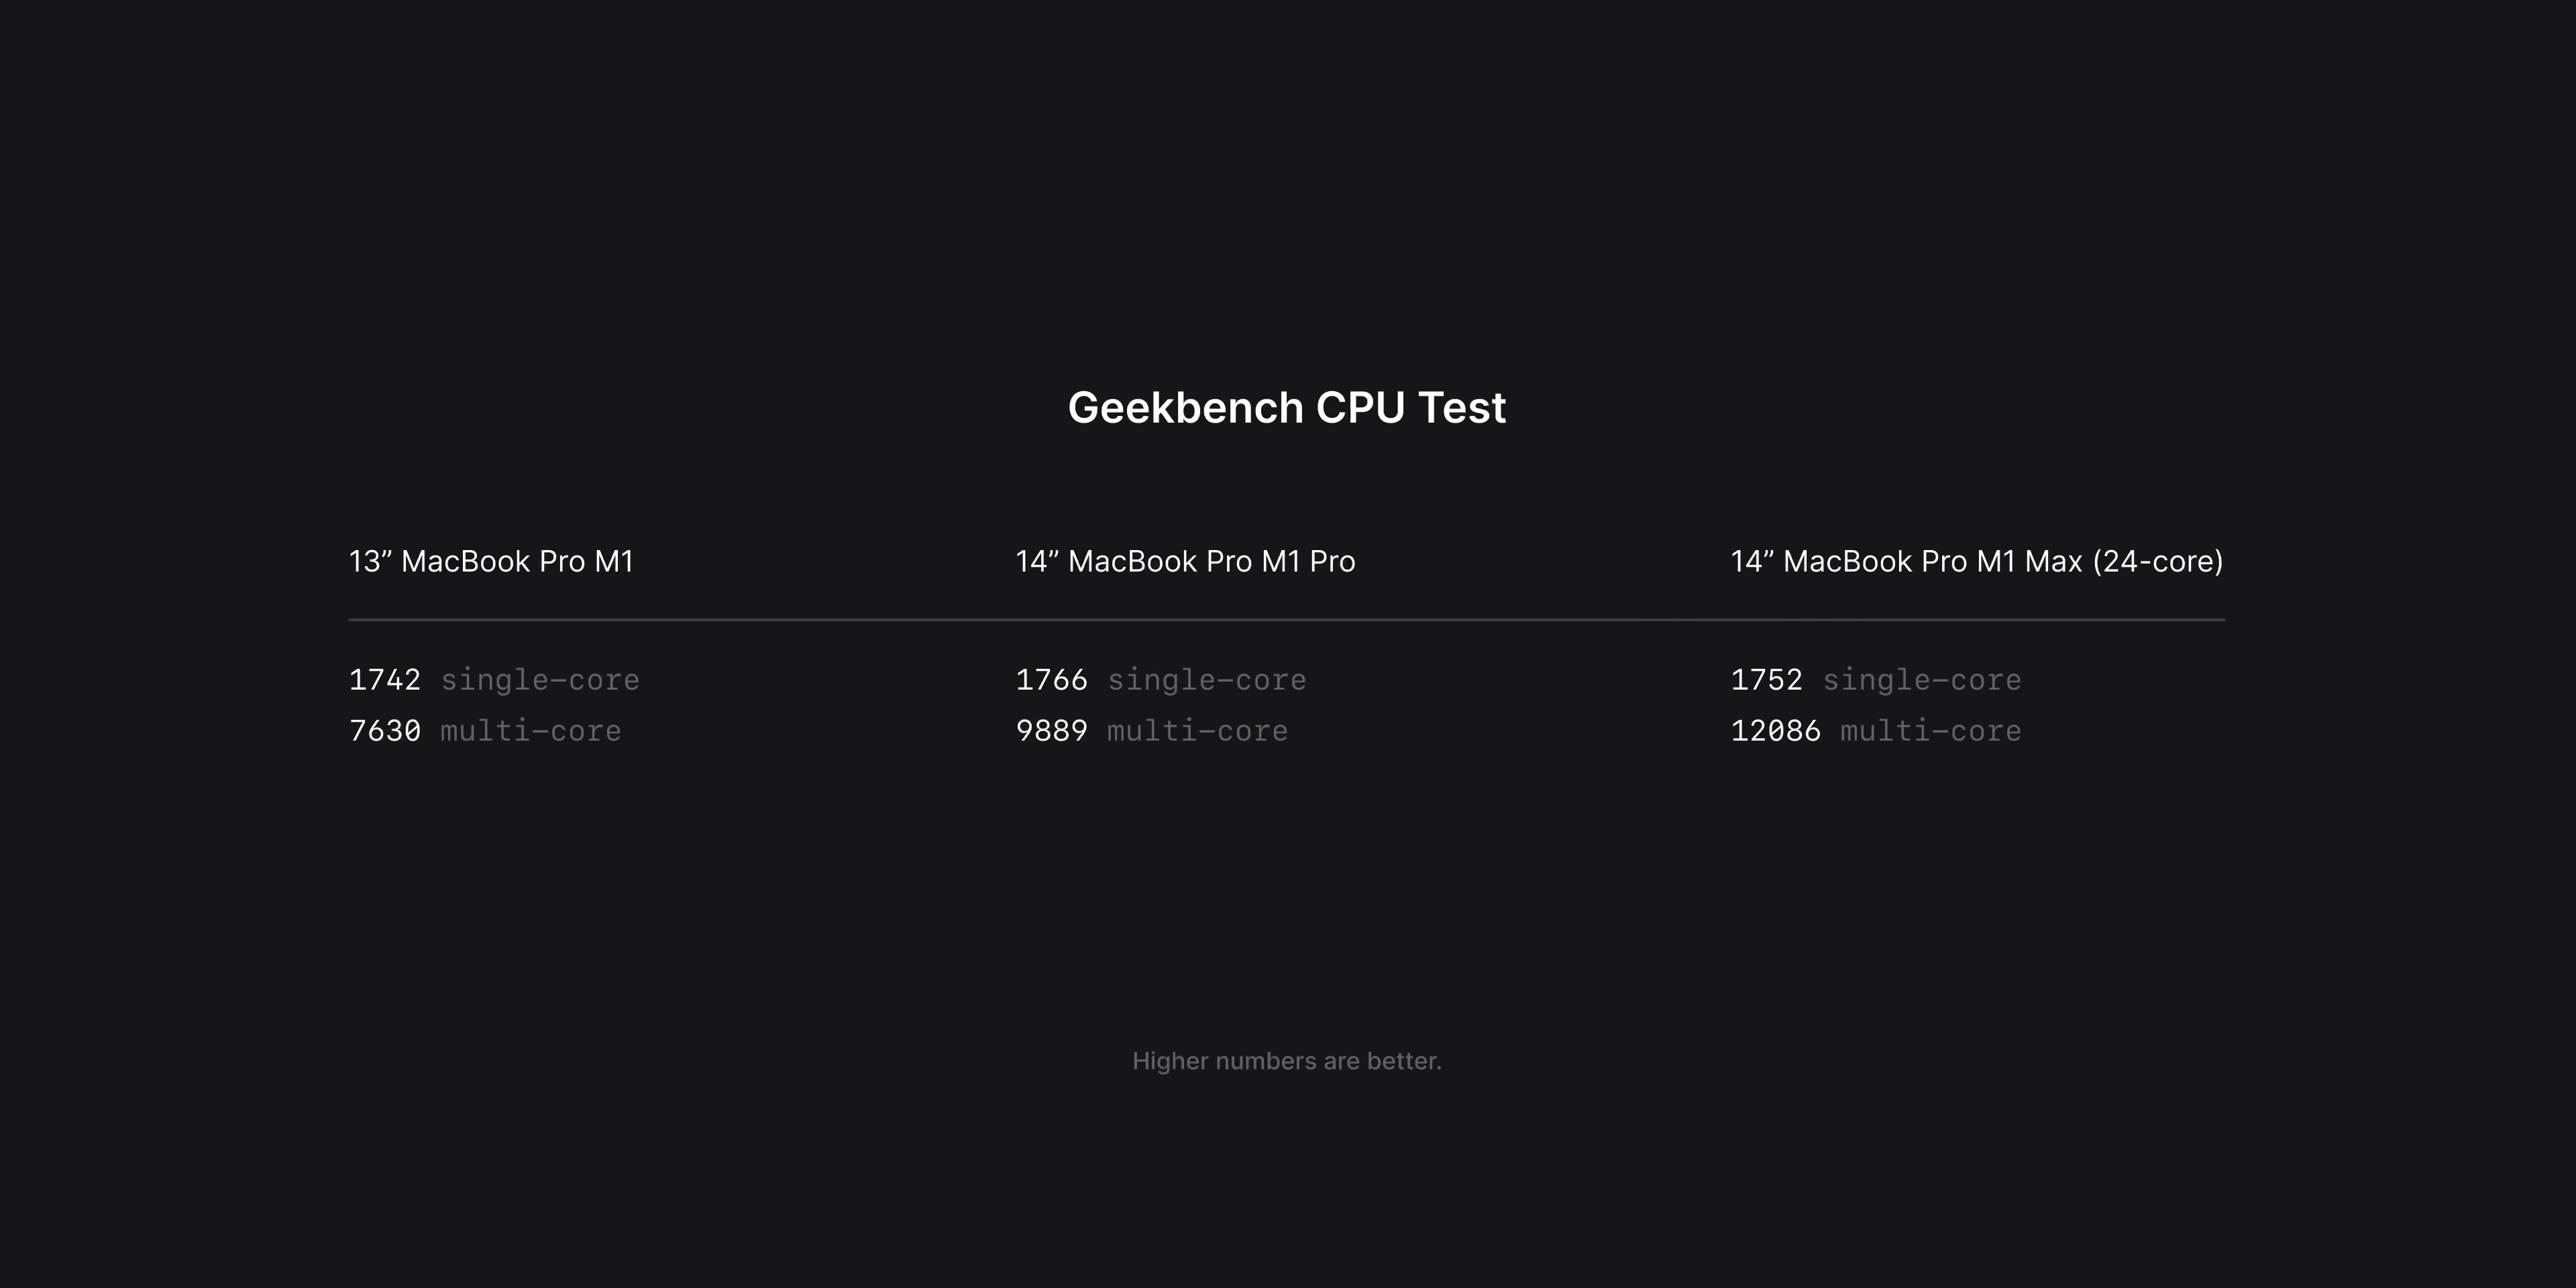 Geekbench CPU Test
13” MacBook Pro M1
14” MacBook Pro M1 Pro
14” MacBook Pro M1 Max (24-core)
1742 single-core
1766 single-core
1752 single-core
7630 multi-core
9889 multi-core
12086 multi-core
Higher numbers are better.